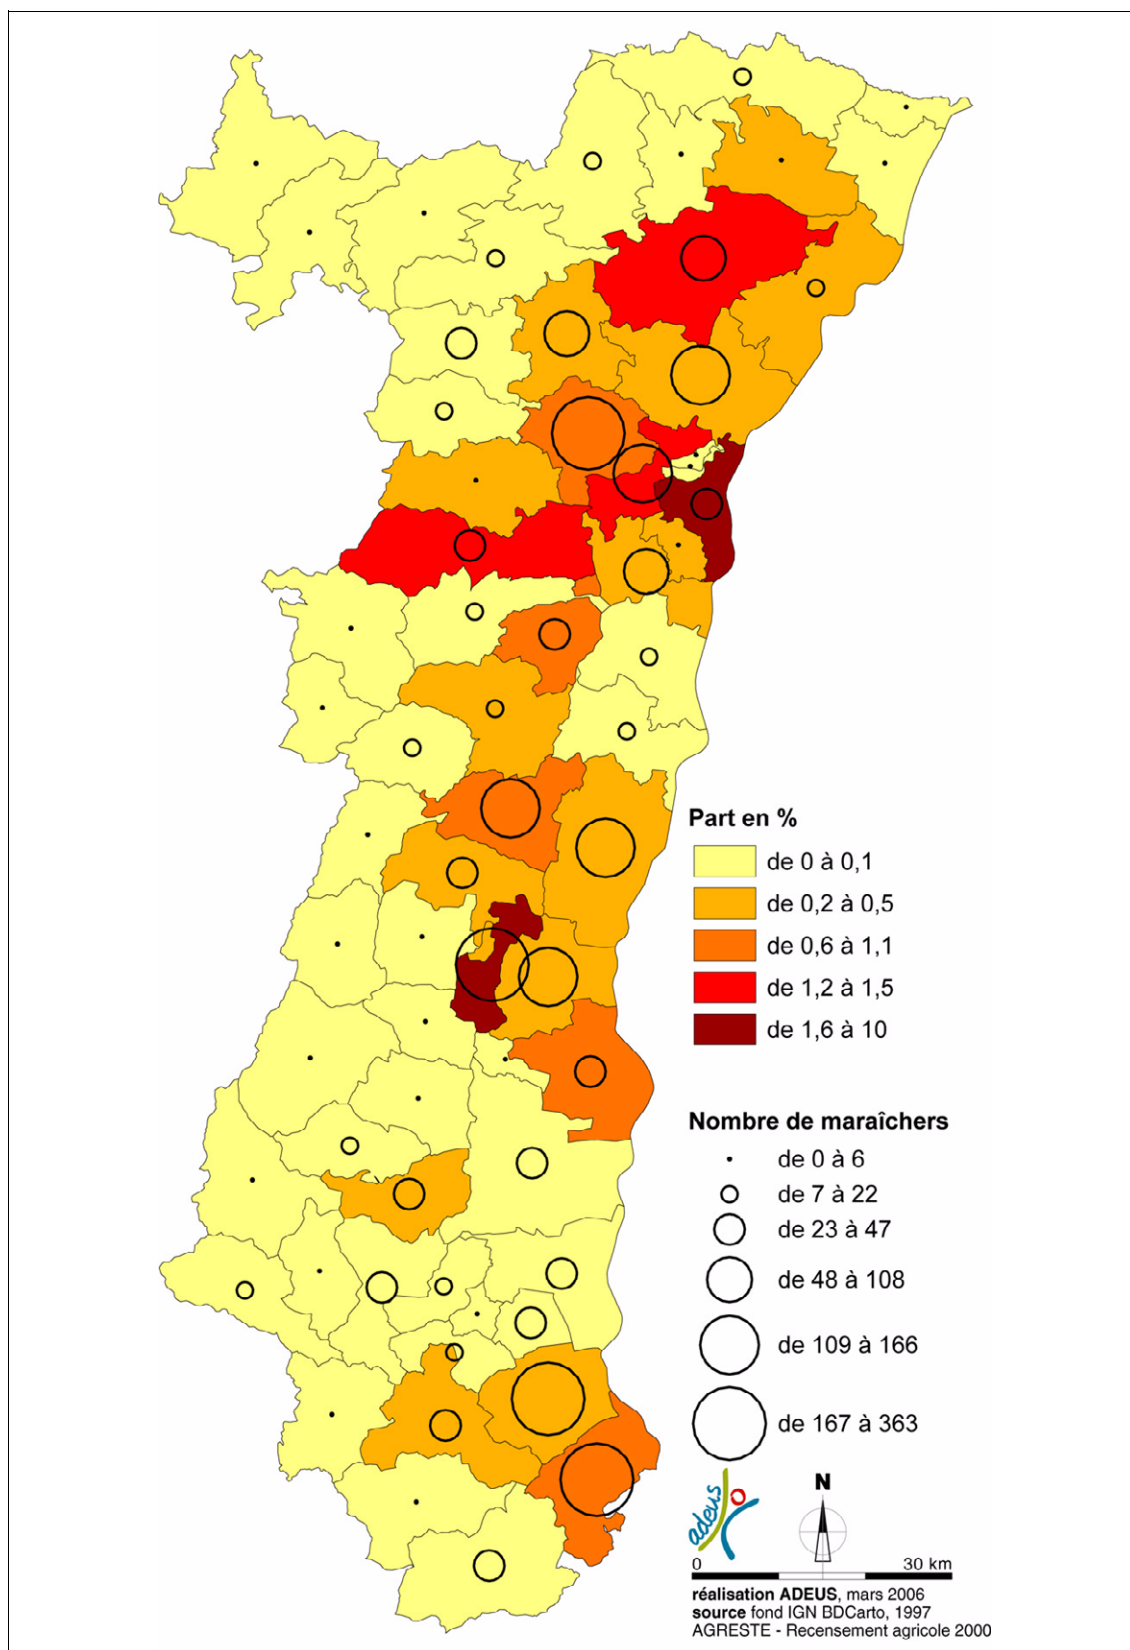 Part en %
de 0 à 0,1
de 0,2 à 0,5
de 0,6 à 1,1
de 1,2 à 1,5
de 1,6 à 10
Nombre de maraîchers
de 0 à 6
de 7 à 22
de 23 à 47
de 48 à 108
de 109 à 166
de 167 à 363
adeus
N
0 30 km
réalisation ADEUS, mars 2006
source fond IGN BDCarto, 1997
AGRESTE - Recensement agricole 2000